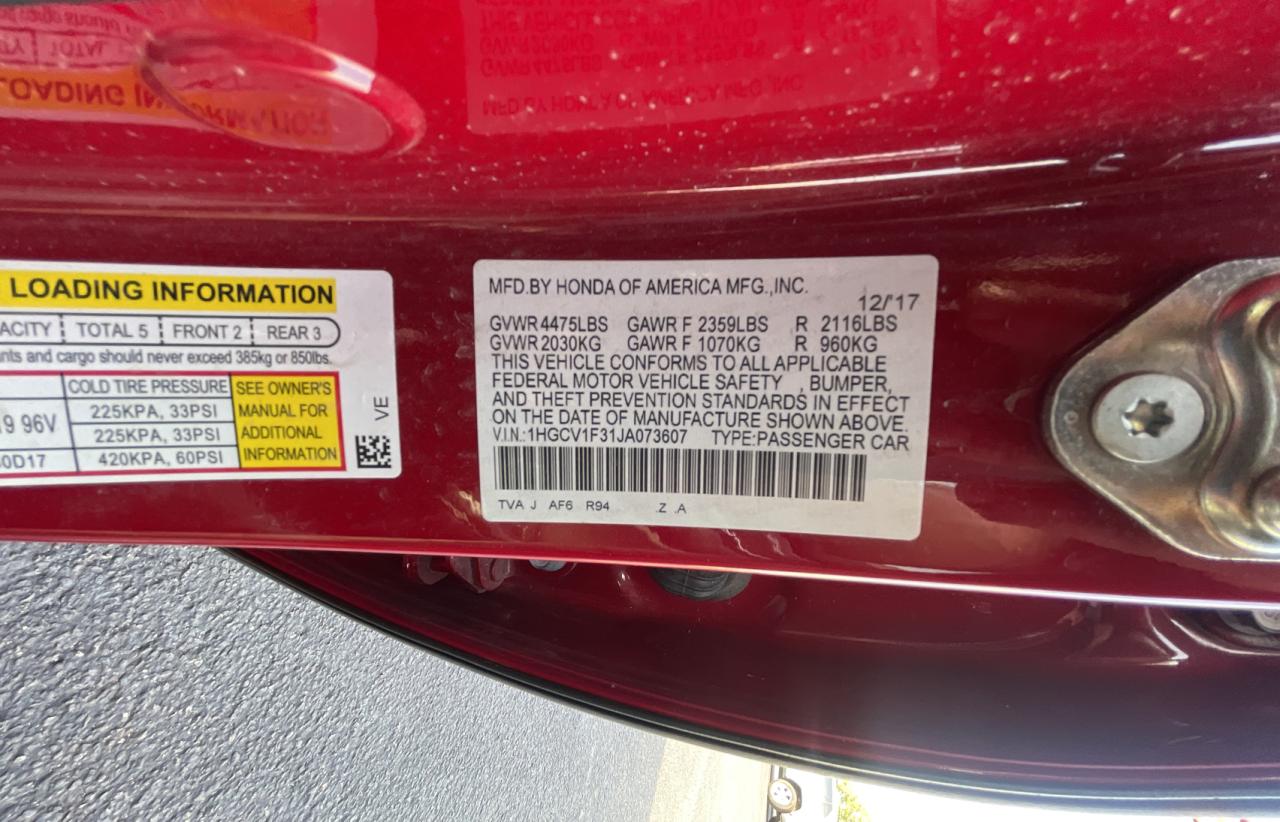 LOADING INFORMATION
ACITY TOTAL 5 FRONT 2 REAR 3
nts and cargo should never exceed 385kg or 850lbs.
COLD TIRE PRESSURE SEE OWNER'S
19 96V 225KPA, 33PSI MANUAL FOR
225KPA, 33PSI ADDITIONAL
0D17 420KPA, 60PSI INFORMATION
VE
MFD.BY HONDA OF AMERICA MFG.,INC.
12/'17
GVWR 4475LBS GAWR F 2359LBS R 2116LBS
GVWR 2030KG GAWR F 1070KG R 960KG
THIS VEHICLE CONFORMS TO ALL APPLICABLE
FEDERAL MOTOR VEHICLE SAFETY , BUMPER,
AND THEFT PREVENTION STANDARDS IN EFFECT
ON THE DATE OF MANUFACTURE SHOWN ABOVE.
V.I.N.:1HGCV1F31JA073607 TYPE:PASSENGER CAR
TVA J AF6 R94 .Z .A